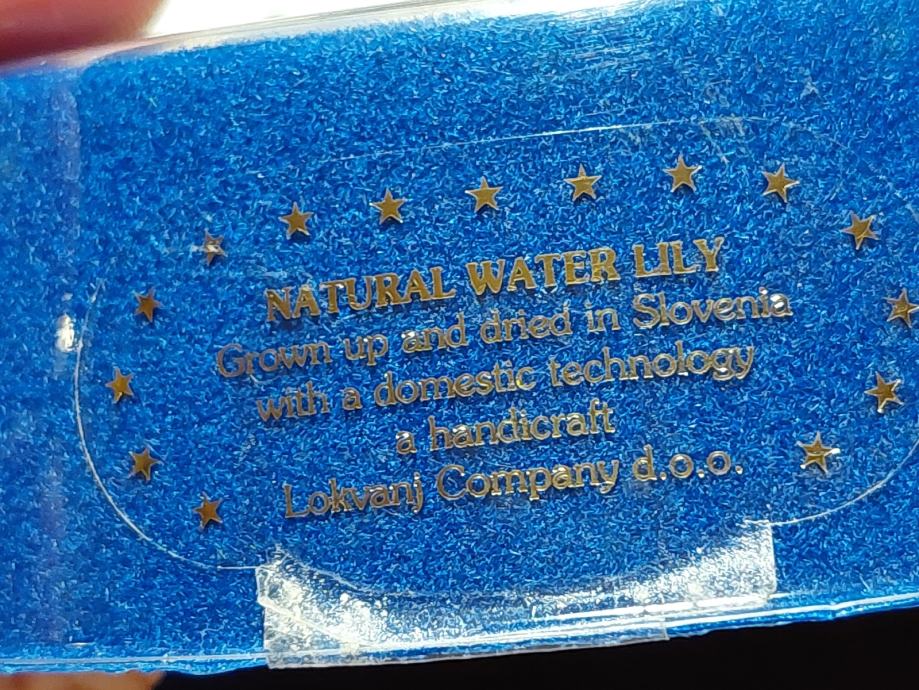 NATURAL WATER LILY
Grown up and dried in Slovenia
with a domestic technology
a handicraft
Lokvanj Company d.o.o.